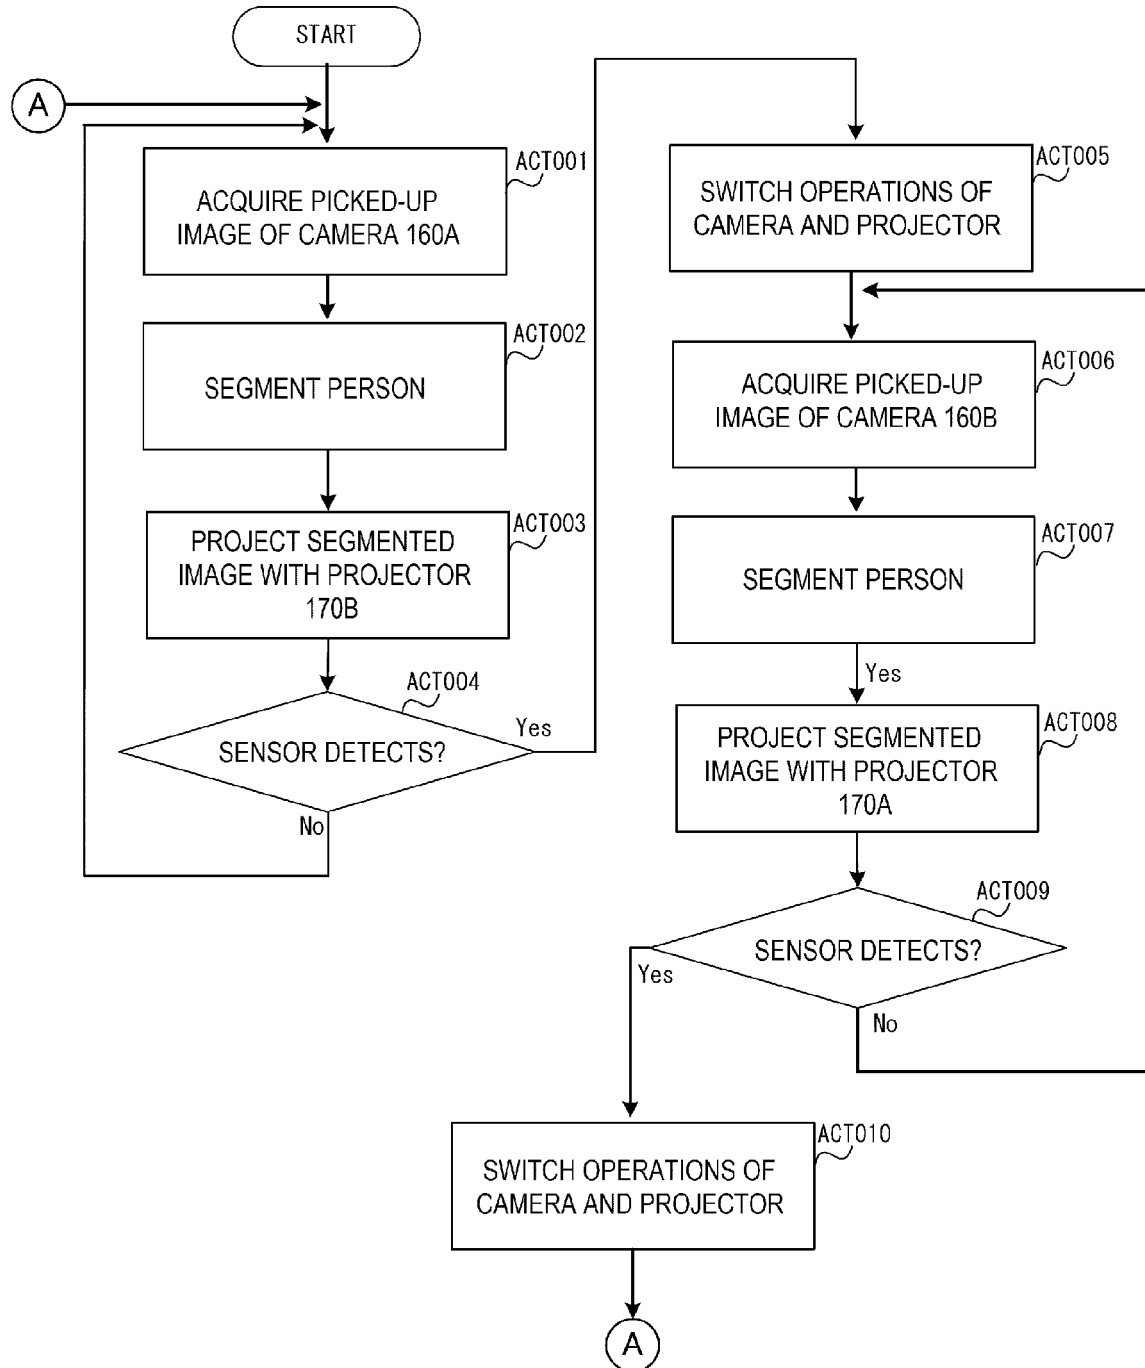 START
A
ACT001
ACQUIRE PICKED-UP
IMAGE OF CAMERA 160A
ACT002
SEGMENT PERSON
ACT003
PROJECT SEGMENTED
IMAGE WITH PROJECTOR
170B
ACT004
SENSOR DETECTS?
Yes
No
ACT005
SWITCH OPERATIONS OF
CAMERA AND PROJECTOR
ACT006
ACQUIRE PICKED-UP
IMAGE OF CAMERA 160B
ACT007
SEGMENT PERSON
Yes
ACT008
PROJECT SEGMENTED
IMAGE WITH PROJECTOR
170A
ACT009
SENSOR DETECTS?
Yes
No
ACT010
SWITCH OPERATIONS OF
CAMERA AND PROJECTOR
A